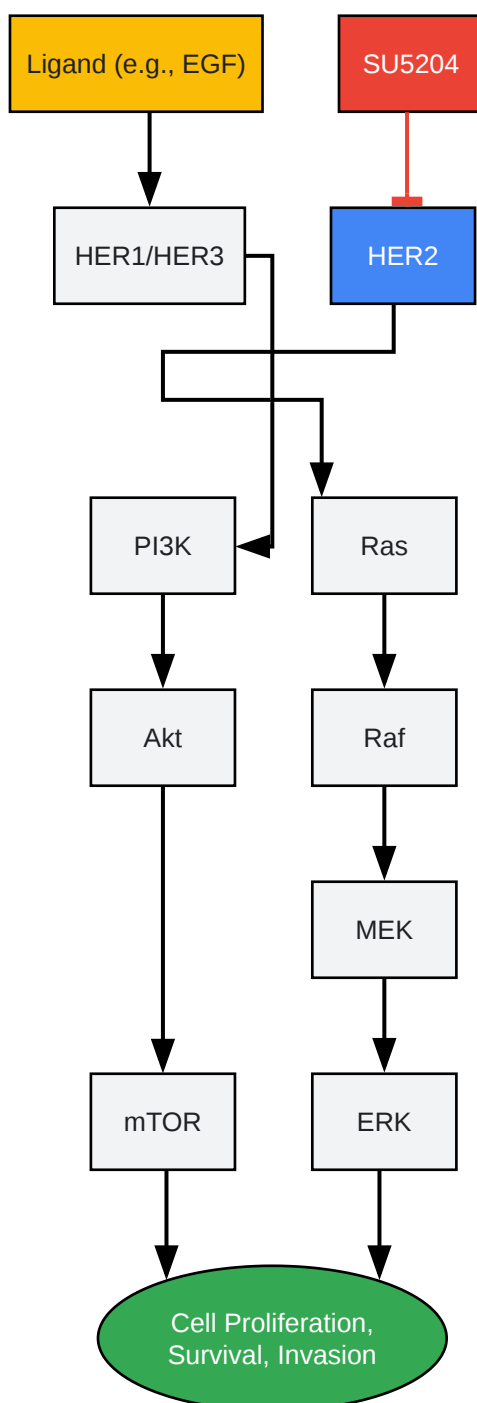 Ligand (e.g., EGF)
SU5204
HER1/HER3
HER2
PI3K
Ras
Akt
Raf
MEK
mTOR
ERK
Cell Proliferation,
Survival, Invasion